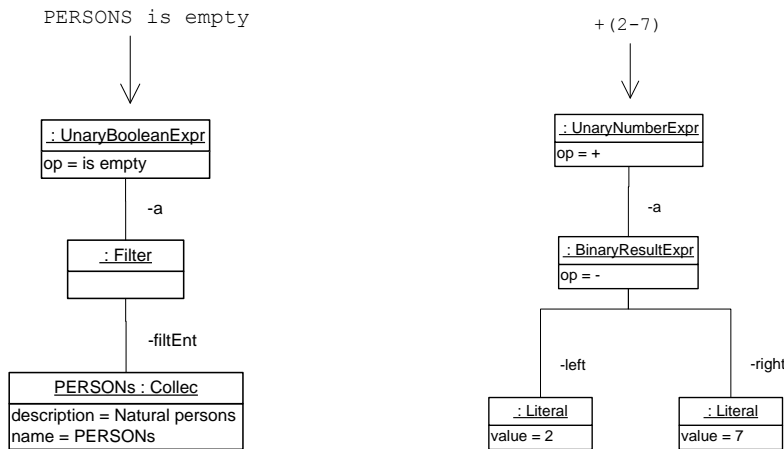 PERSONS is empty
: UnaryBooleanExpr
op = is empty
-a
: Filter
-filtEnt
PERSONs : Collec
description = Natural persons
name = PERSONs
+(2-7)
: UnaryNumberExpr
op = +
-a
: BinaryResultExpr
op = -
-left
-right
: Literal
value = 2
: Literal
value = 7